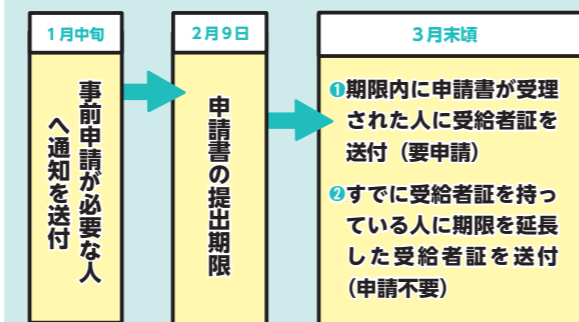 1月中旬
事前申請が必要な人
へ通知を送付
2月9日
申請書の提出期限
3月末頃
❶期限内に申請書が受理
された人に受給者証を
送付（要申請）
❷すでに受給者証を持っ
ている人に期限を延長
した受給者証を送付
（申請不要）